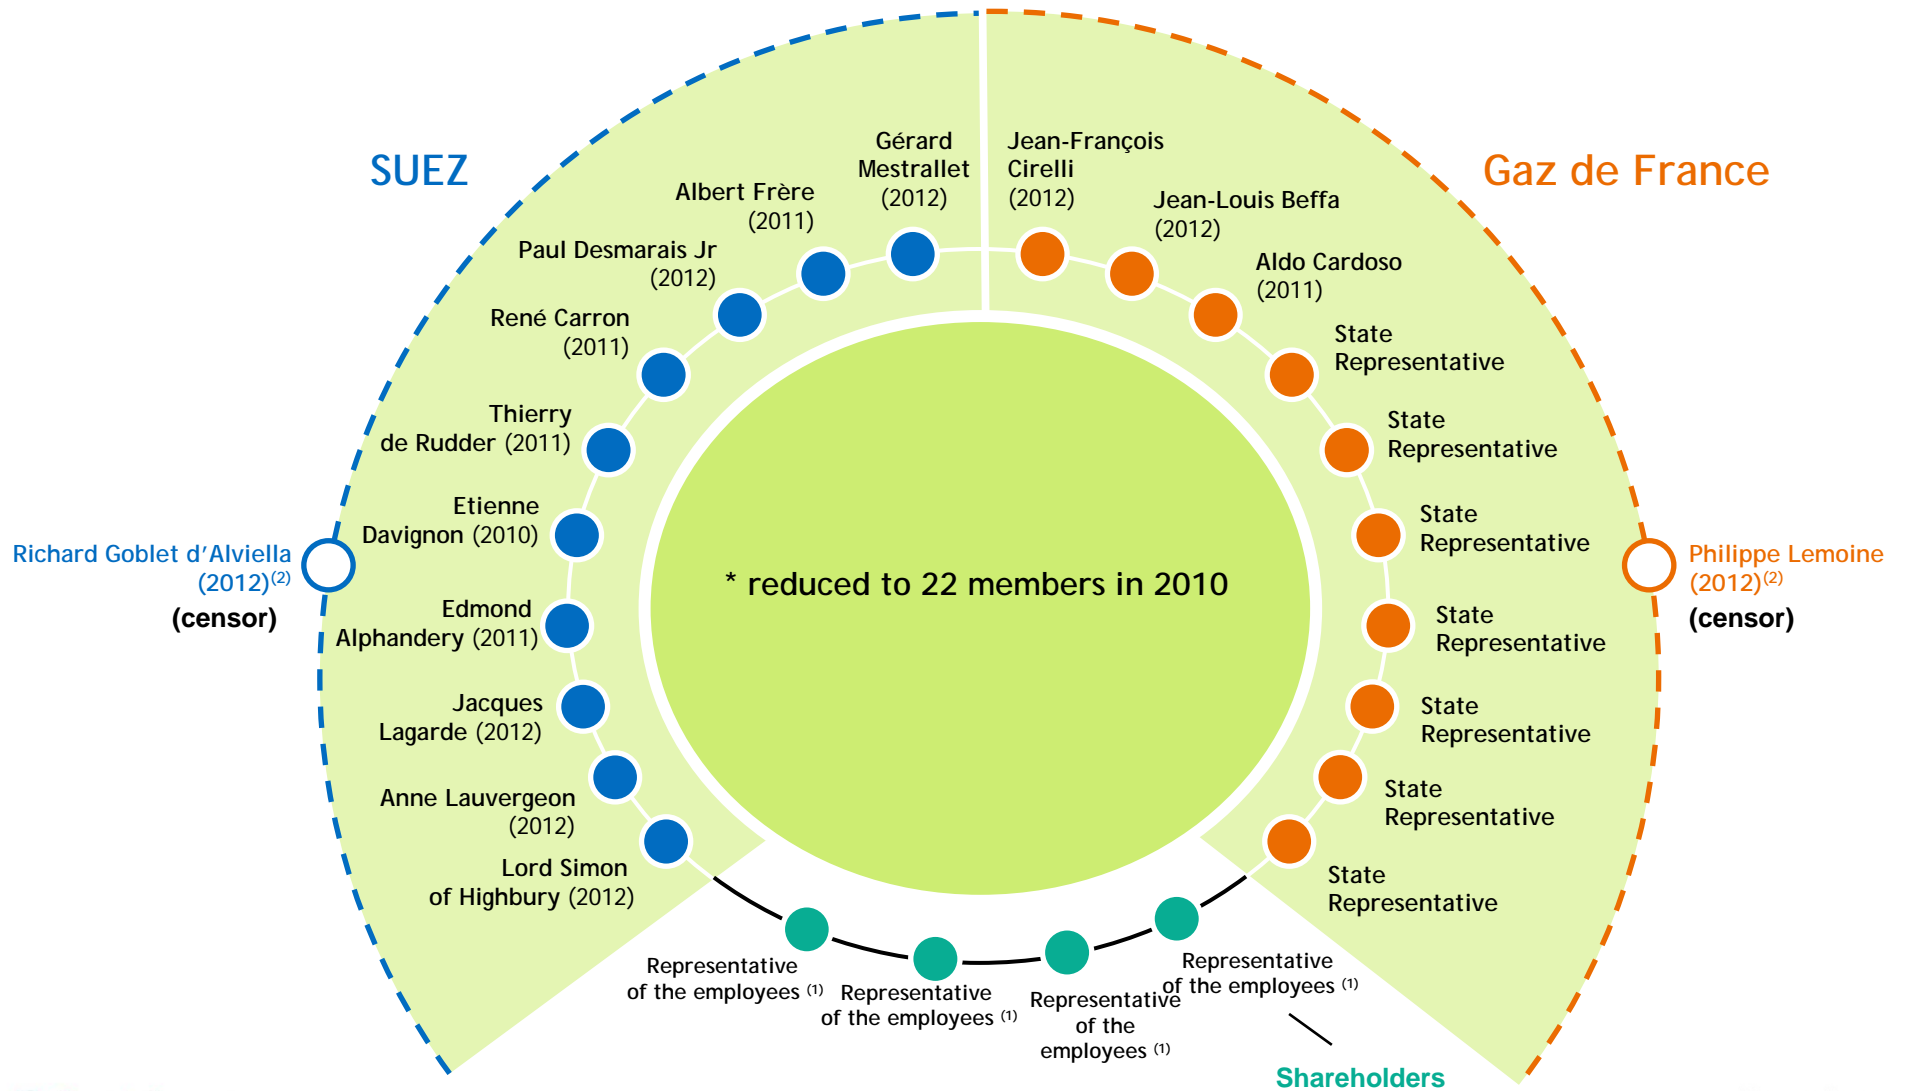 SUEZ
Gaz de France
Gérard
Mestrallet
(2012)
Jean-François
Cirelli
(2012)
Albert Frère
(2011)
Jean-Louis Beffa
(2012)
Paul Desmarais Jr
(2012)
Aldo Cardoso
(2011)
René Carron
(2011)
State
Representative
Thierry
de Rudder (2011)
State
Representative
Etienne
Davignon (2010)
State
Representative
Richard Goblet d’Alviella
(2012)(2)
(censor)
* reduced to 22 members in 2010
Philippe Lemoine
(2012)(2)
(censor)
Edmond
Alphandery (2011)
State
Representative
Jacques
Lagarde (2012)
State
Representative
Anne Lauvergeon
(2012)
State
Representative
Lord Simon
of Highbury (2012)
State
Representative
Representative
of the employees (1)
Representative
of the employees (1)
Representative
of the
employees (1)
Representative
of the employees (1)
Shareholders